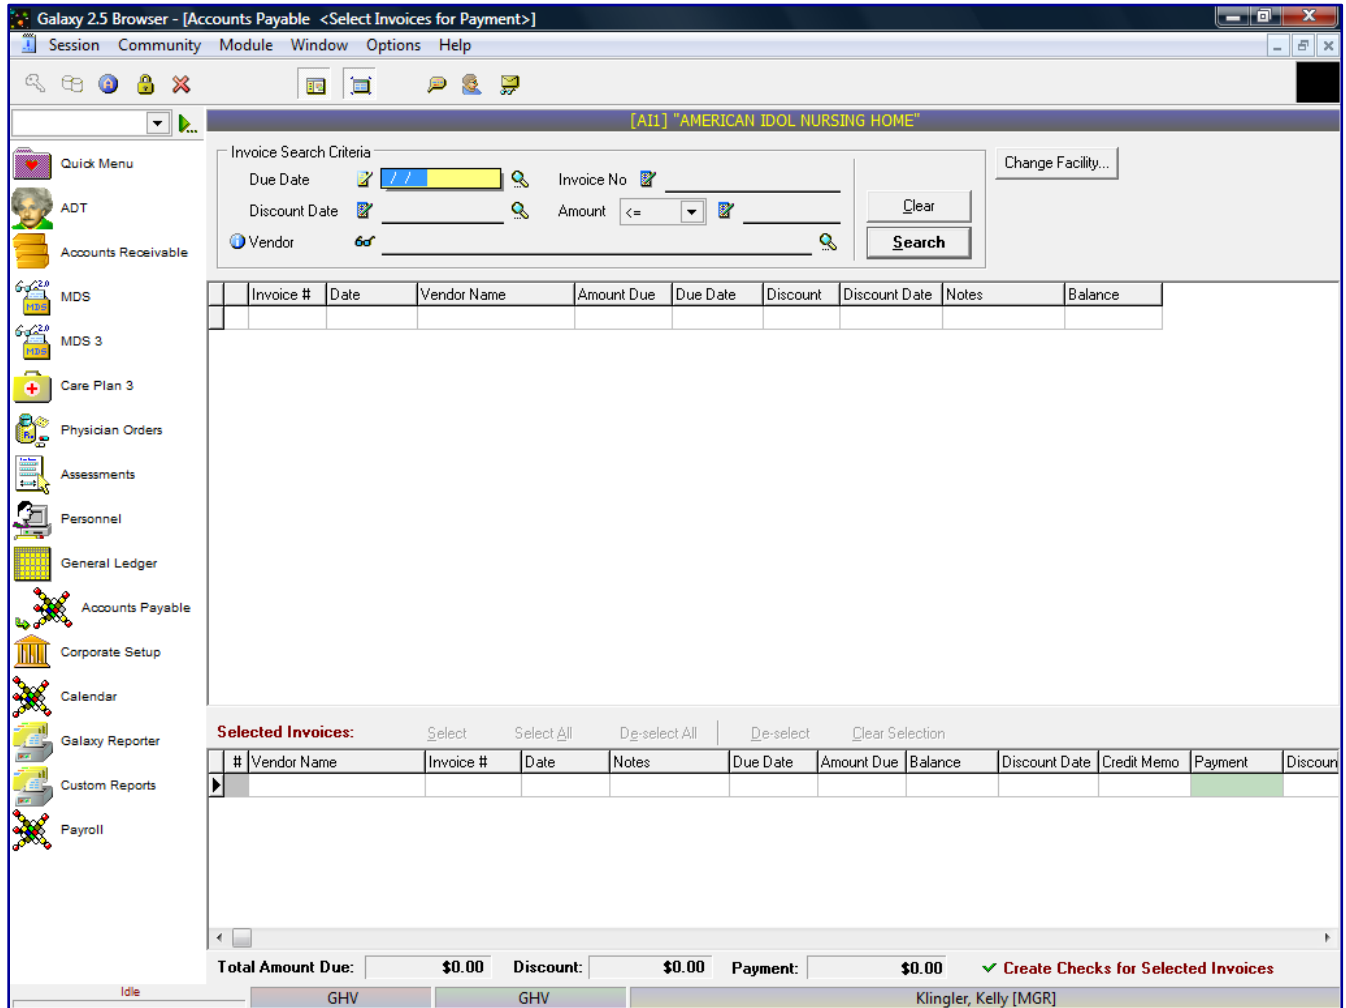 Galaxy 2.5 Browser - [Accounts Payable <Select Invoices for Payment>]
Session Community Module Window Options Help
[AI1] "AMERICAN IDOL NURSING HOME"
Quick Menu
ADT
Accounts Receivable
MDS
MDS 3
Care Plan 3
Physician Orders
Assessments
Personnel
General Ledger
Accounts Payable
Corporate Setup
Calendar
Galaxy Reporter
Custom Reports
Payroll
Invoice Search Criteria
Due Date / / Invoice No
Discount Date Amount <=
Vendor
Clear
Search
Change Facility...
Invoice # Date Vendor Name Amount Due Due Date Discount Discount Date Notes Balance
Selected Invoices: Select Select All De-select All De-select Clear Selection
# Vendor Name Invoice # Date Notes Due Date Amount Due Balance Discount Date Credit Memo Payment Discoun
Total Amount Due: $0.00 Discount: $0.00 Payment: $0.00 Create Checks for Selected Invoices
Idle GHV GHV Klingler, Kelly [MGR]